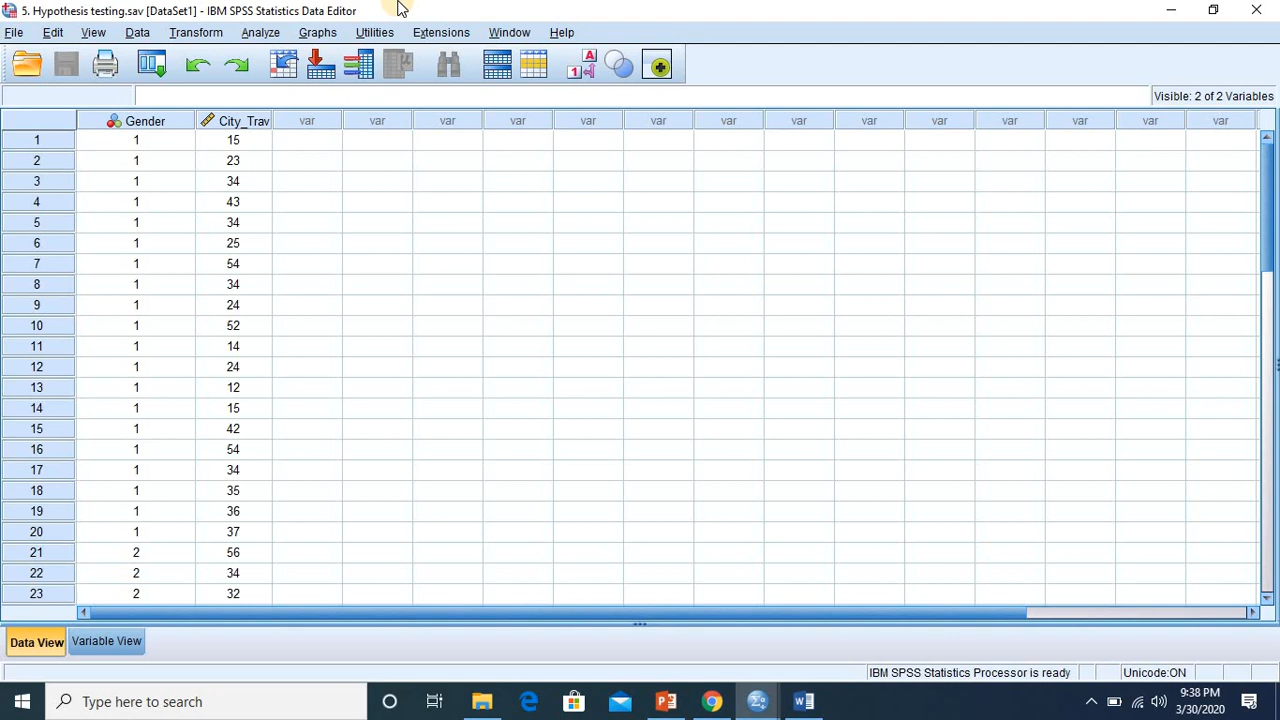 5. Hypothesis testing.sav [DataSet1] - IBM SPSS Statistics Data Editor
File Edit View Data Transform Analyze Graphs Utilities Extensions Window Help
A
1
Visible: 2 of 2 Variables
Gender City_Trav var var var var var var var var var var var var var var
1 1 15
2 1 23
3 1 34
4 1 43
5 1 34
6 1 25
7 1 54
8 1 34
9 1 24
10 1 52
11 1 14
12 1 24
13 1 12
14 1 15
15 1 42
16 1 54
17 1 34
18 1 35
19 1 36
20 1 37
21 2 56
22 2 34
23 2 32
Data View Variable View
IBM SPSS Statistics Processor is ready Unicode:ON
Type here to search
9:38 PM
3/30/2020